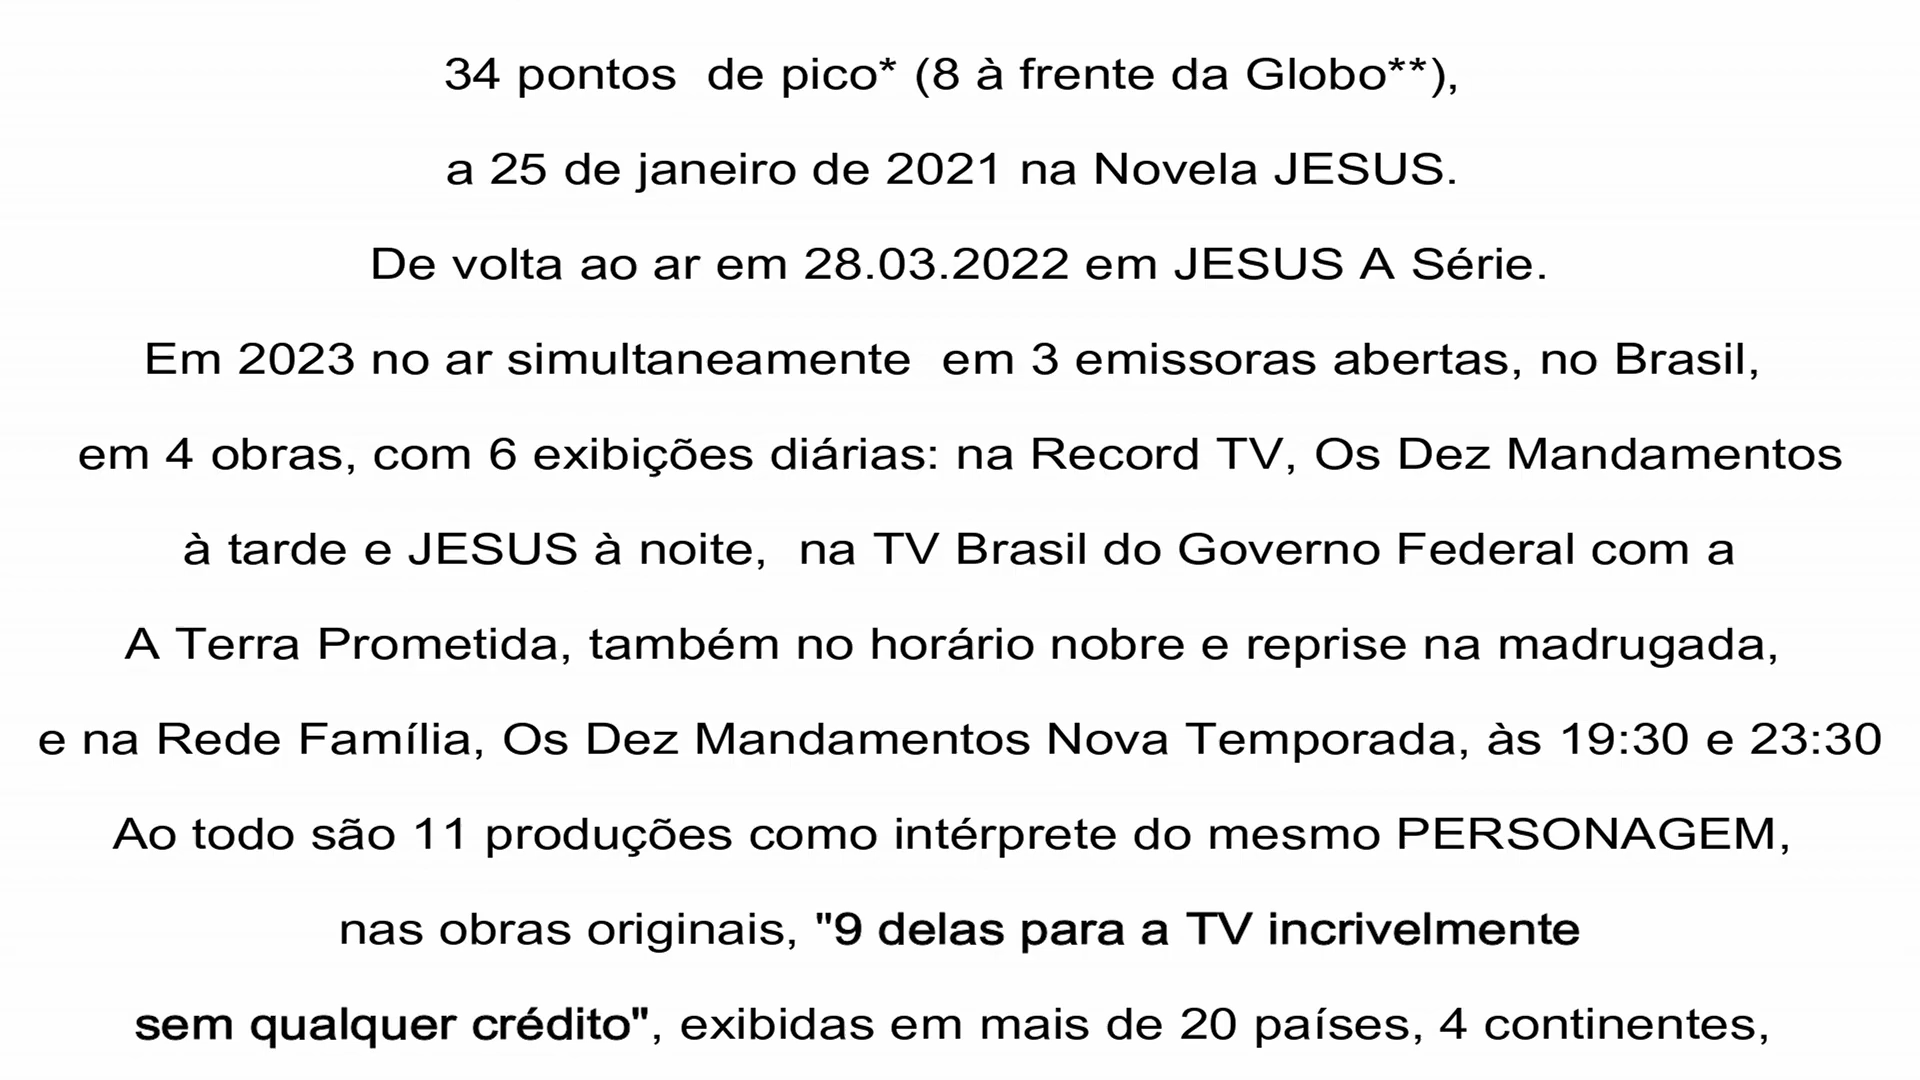 34 pontos  de pico* (8 à frente da Globo**),
a 25 de janeiro de 2021 na Novela JESUS.
De volta ao ar em 28.03.2022 em JESUS A Série.
Em 2023 no ar simultaneamente  em 3 emissoras abertas, no Brasil,
em 4 obras, com 6 exibições diárias: na Record TV, Os Dez Mandamentos
à tarde e JESUS à noite,  na TV Brasil do Governo Federal com a
A Terra Prometida, também no horário nobre e reprise na madrugada,
e na Rede Família, Os Dez Mandamentos Nova Temporada, às 19:30 e 23:30
Ao todo são 11 produções como intérprete do mesmo PERSONAGEM,
nas obras originais, "9 delas para a TV incrivelmente
sem qualquer crédito", exibidas em mais de 20 países, 4 continentes,